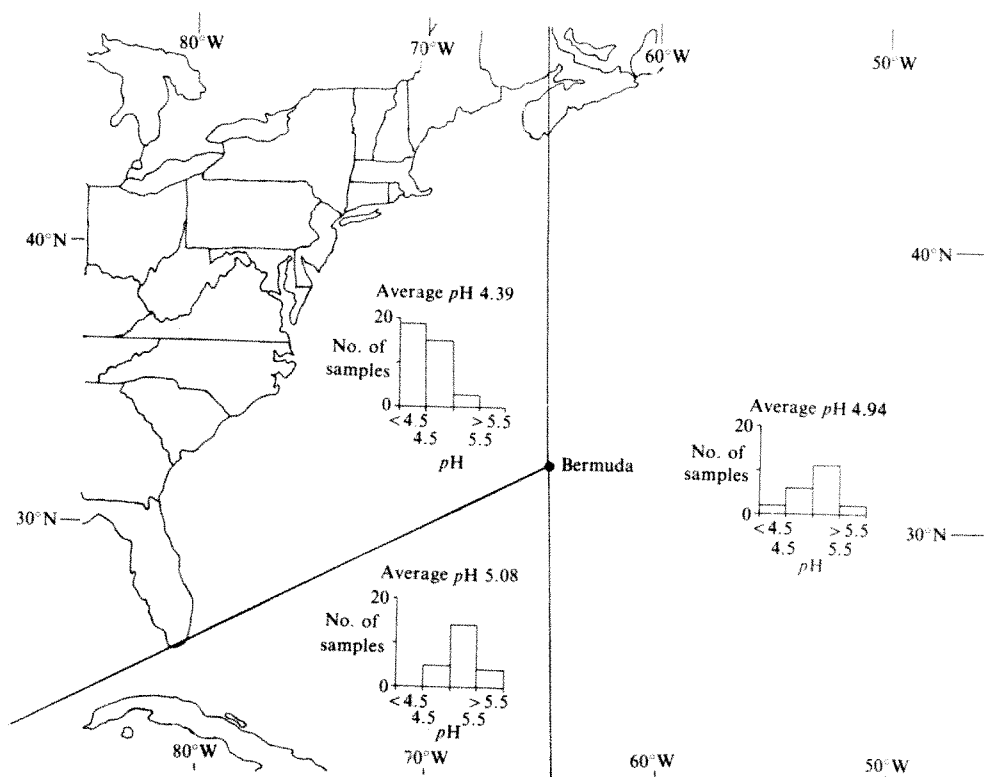 80°W
70°W
60°W
50°W
40°N
40°N
Average pH 4.39
20
No. of
samples
0
<4.5 >5.5
4.5 5.5
pH
Average pH 4.94
20
No. of
samples
0
<4.5 >5.5
4.5 5.5
pH
Bermuda
30°N
30°N
Average pH 5.08
20
No. of
samples
0
<4.5 >5.5
4.5 5.5
pH
80°W
70°W
60°W
50°W